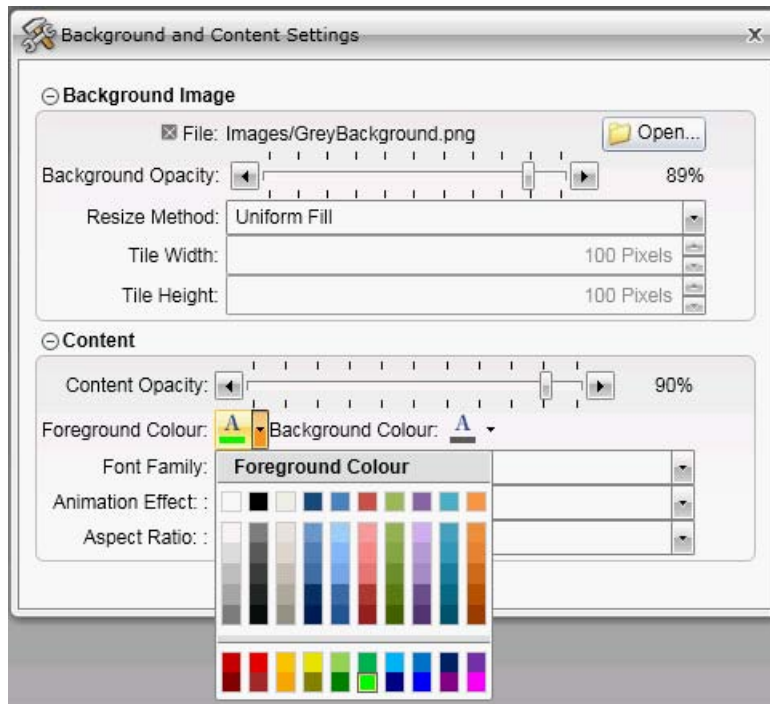 Background and Content Settings
X
Background Image
File: Images/GreyBackground.png
Open...
Background Opacity:
89%
Resize Method: Uniform Fill
Tile Width: 100 Pixels
Tile Height: 100 Pixels
Content
Content Opacity:
90%
Foreground Colour: A Background Colour: A
Font Family:
Foreground Colour
Animation Effect: :
Aspect Ratio: :